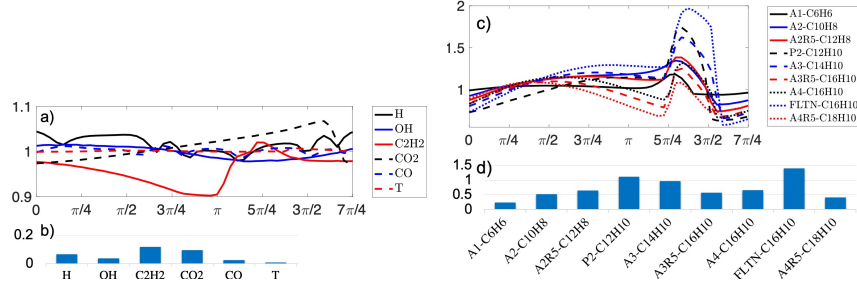 a)
1.1
1
0.9
0 π/4 π/2 3π/4 π 5π/4 3π/2 7π/4
H
OH
C2H2
CO2
CO
T
b)
0.2
0
H OH C2H2 CO2 CO T
c)
2
1.5
1
0 π/4 π/2 3π/4 π 5π/4 3π/2 7π/4
A1-C6H6
A2-C10H8
A2R5-C12H8
P2-C12H10
A3-C14H10
A3R5-C16H10
A4-C16H10
FLTN-C16H10
A4R5-C18H10
d)
1.5
1
0.5
0
A1-C6H6
A2-C10H8
A2R5-C12H8
P2-C12H10
A3-C14H10
A3R5-C16H10
A4-C16H10
FLTN-C16H10
A4R5-C18H10